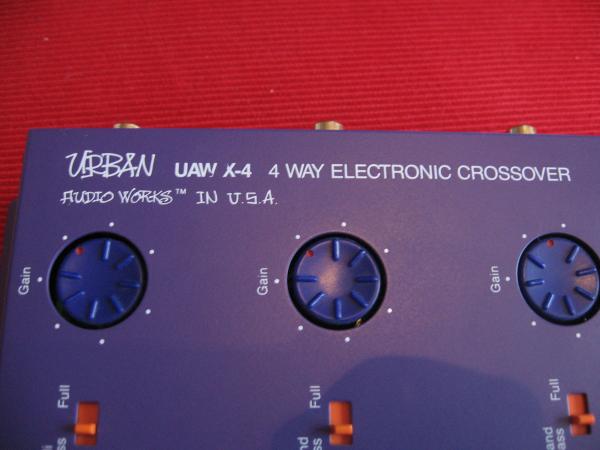 URBAN UAW X-4 4 WAY ELECTRONIC CROSSOVER
AUDIO WORKS™ IN U.S.A.
Gain
Gain
Gain
Full
Full
Full